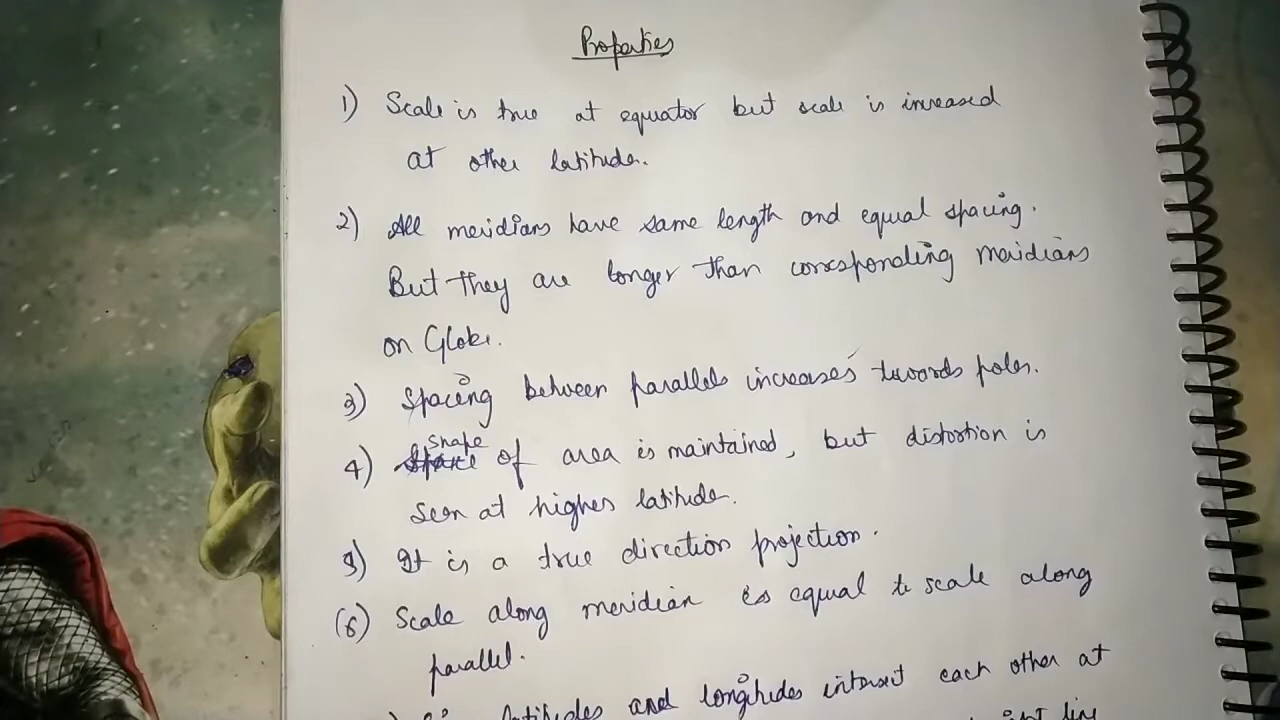 Properties
1) Scale is true at equator but scale is increased
at other latitude.
2) All meridians have same length and equal spacing.
But they are longer than corresponding meridians
on Globe.
3) Spacing between parallels increases towords poles.
4) Shape of area is maintained, but distortion is
seen at higher latitude.
5) It is a true direction projection.
(6) Scale along meridian is equal to scale along
parallel.
latitudes and longitudes intersect each other at
line